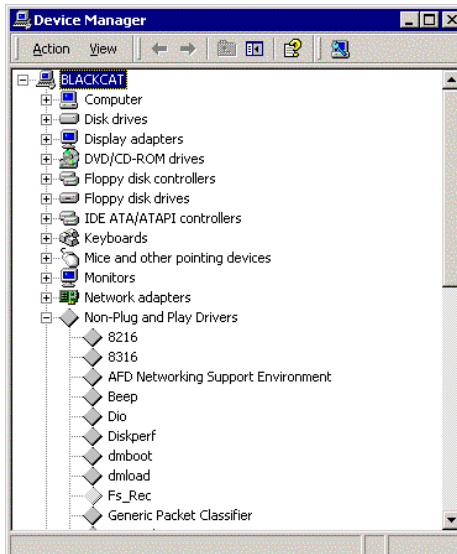 Device Manager
Action View
BLACKCAT
Computer
Disk drives
Display adapters
DVD/CD-ROM drives
Floppy disk controllers
Floppy disk drives
IDE ATA/ATAPI controllers
Keyboards
Mice and other pointing devices
Monitors
Network adapters
Non-Plug and Play Drivers
8216
8316
AFD Networking Support Environment
Beep
Dio
Diskperf
dmboot
dmload
Fs_Rec
Generic Packet Classifier